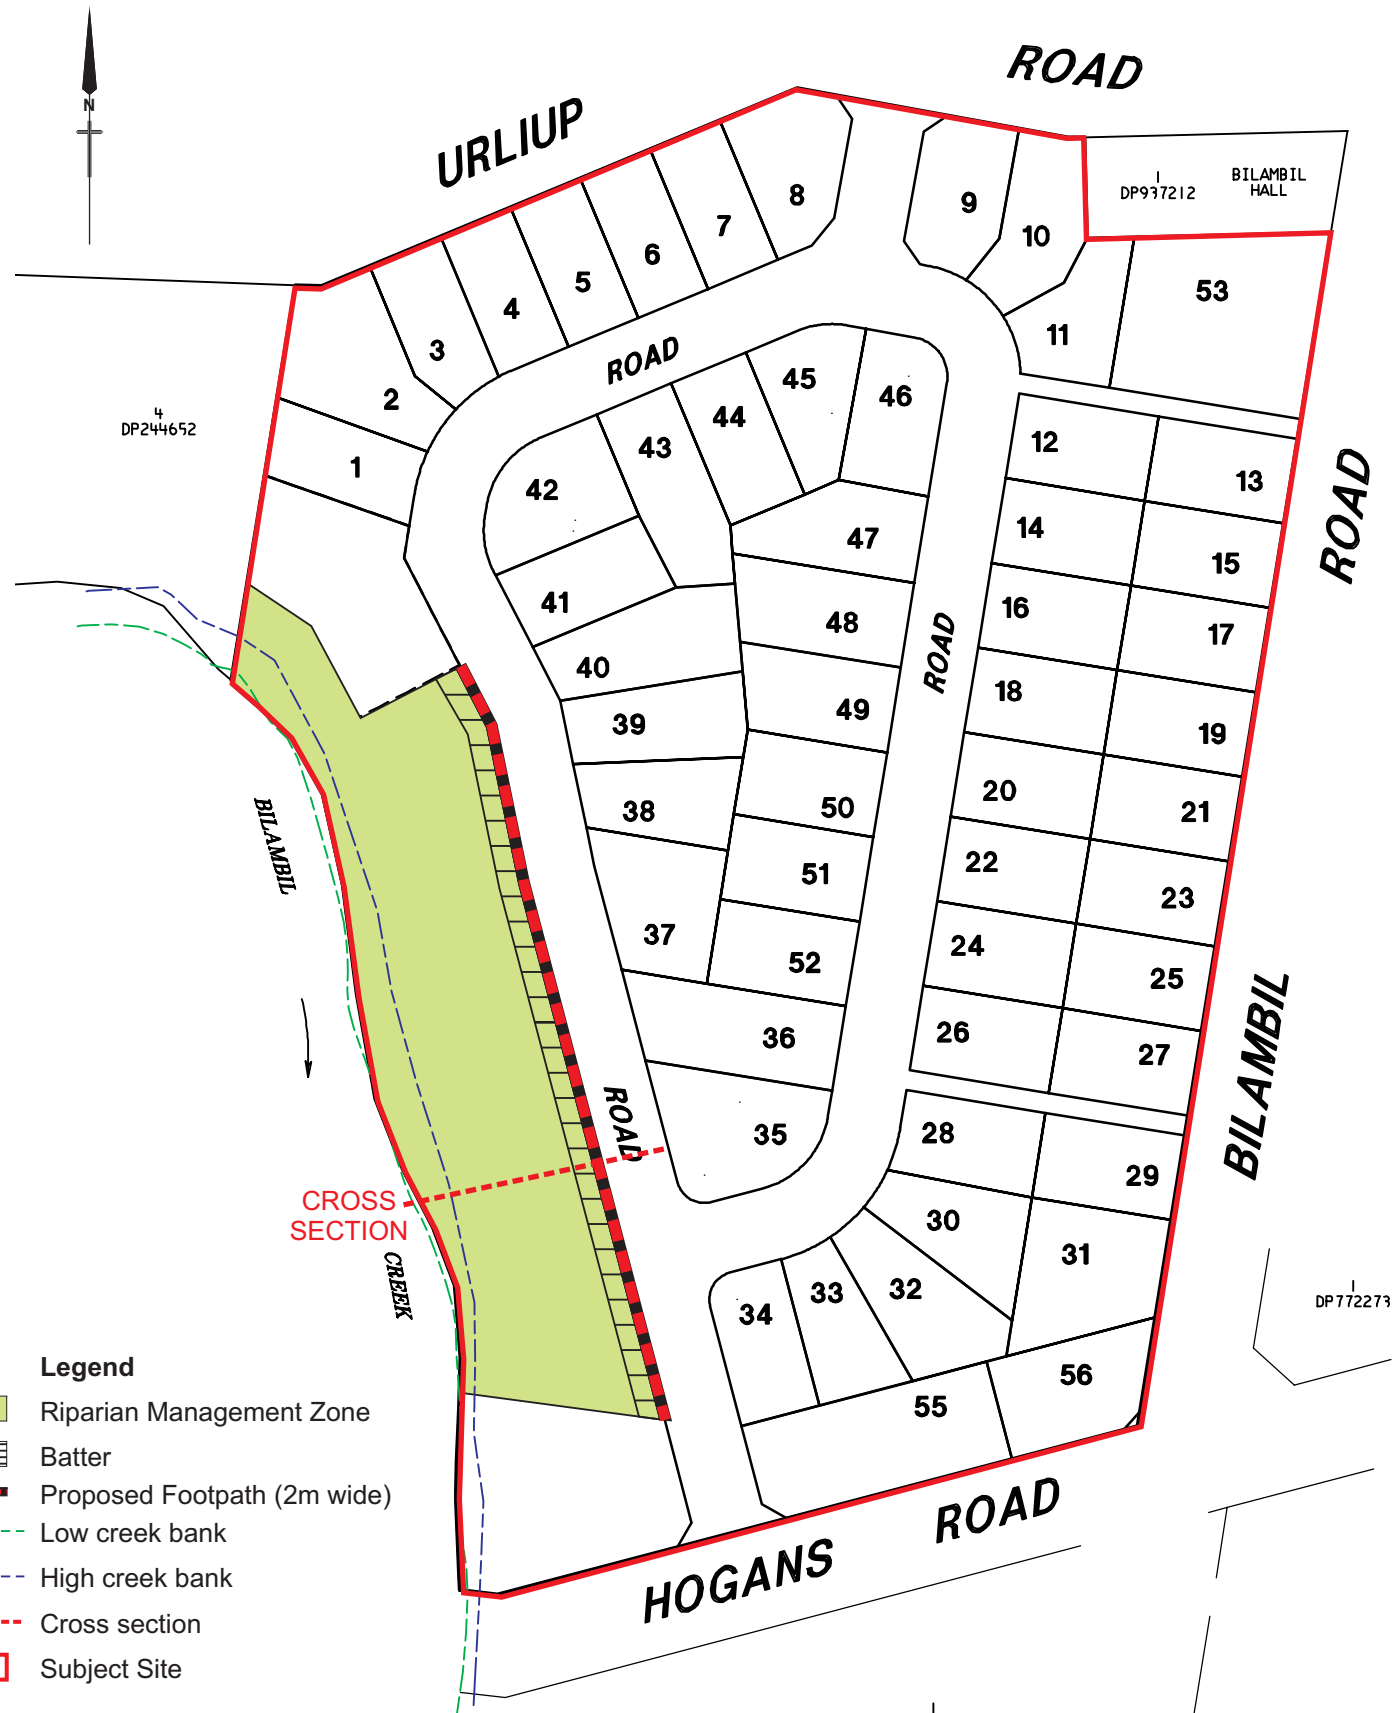 N
URLIUP
ROAD
1
DP937212
BILAMBIL
HALL
8
9
7
10
6
5
53
4
11
3
ROAD
2
45
46
4
DP244652
44
43
12
1
13
42
14
47
15
41
16
48
17
ROAD
40
ROAD
18
39
49
19
20
38
50
21
BILAMBIL
22
51
23
37
24
52
25
26
36
27
BILAMBIL
ROAD
35
28
29
CROSS
SECTION
30
31
CREEK
34
33
32
1
DP772273
55
56
Legend
Riparian Management Zone
Batter
Proposed Footpath (2m wide)
Low creek bank
High creek bank
Cross section
Subject Site
HOGANS
ROAD